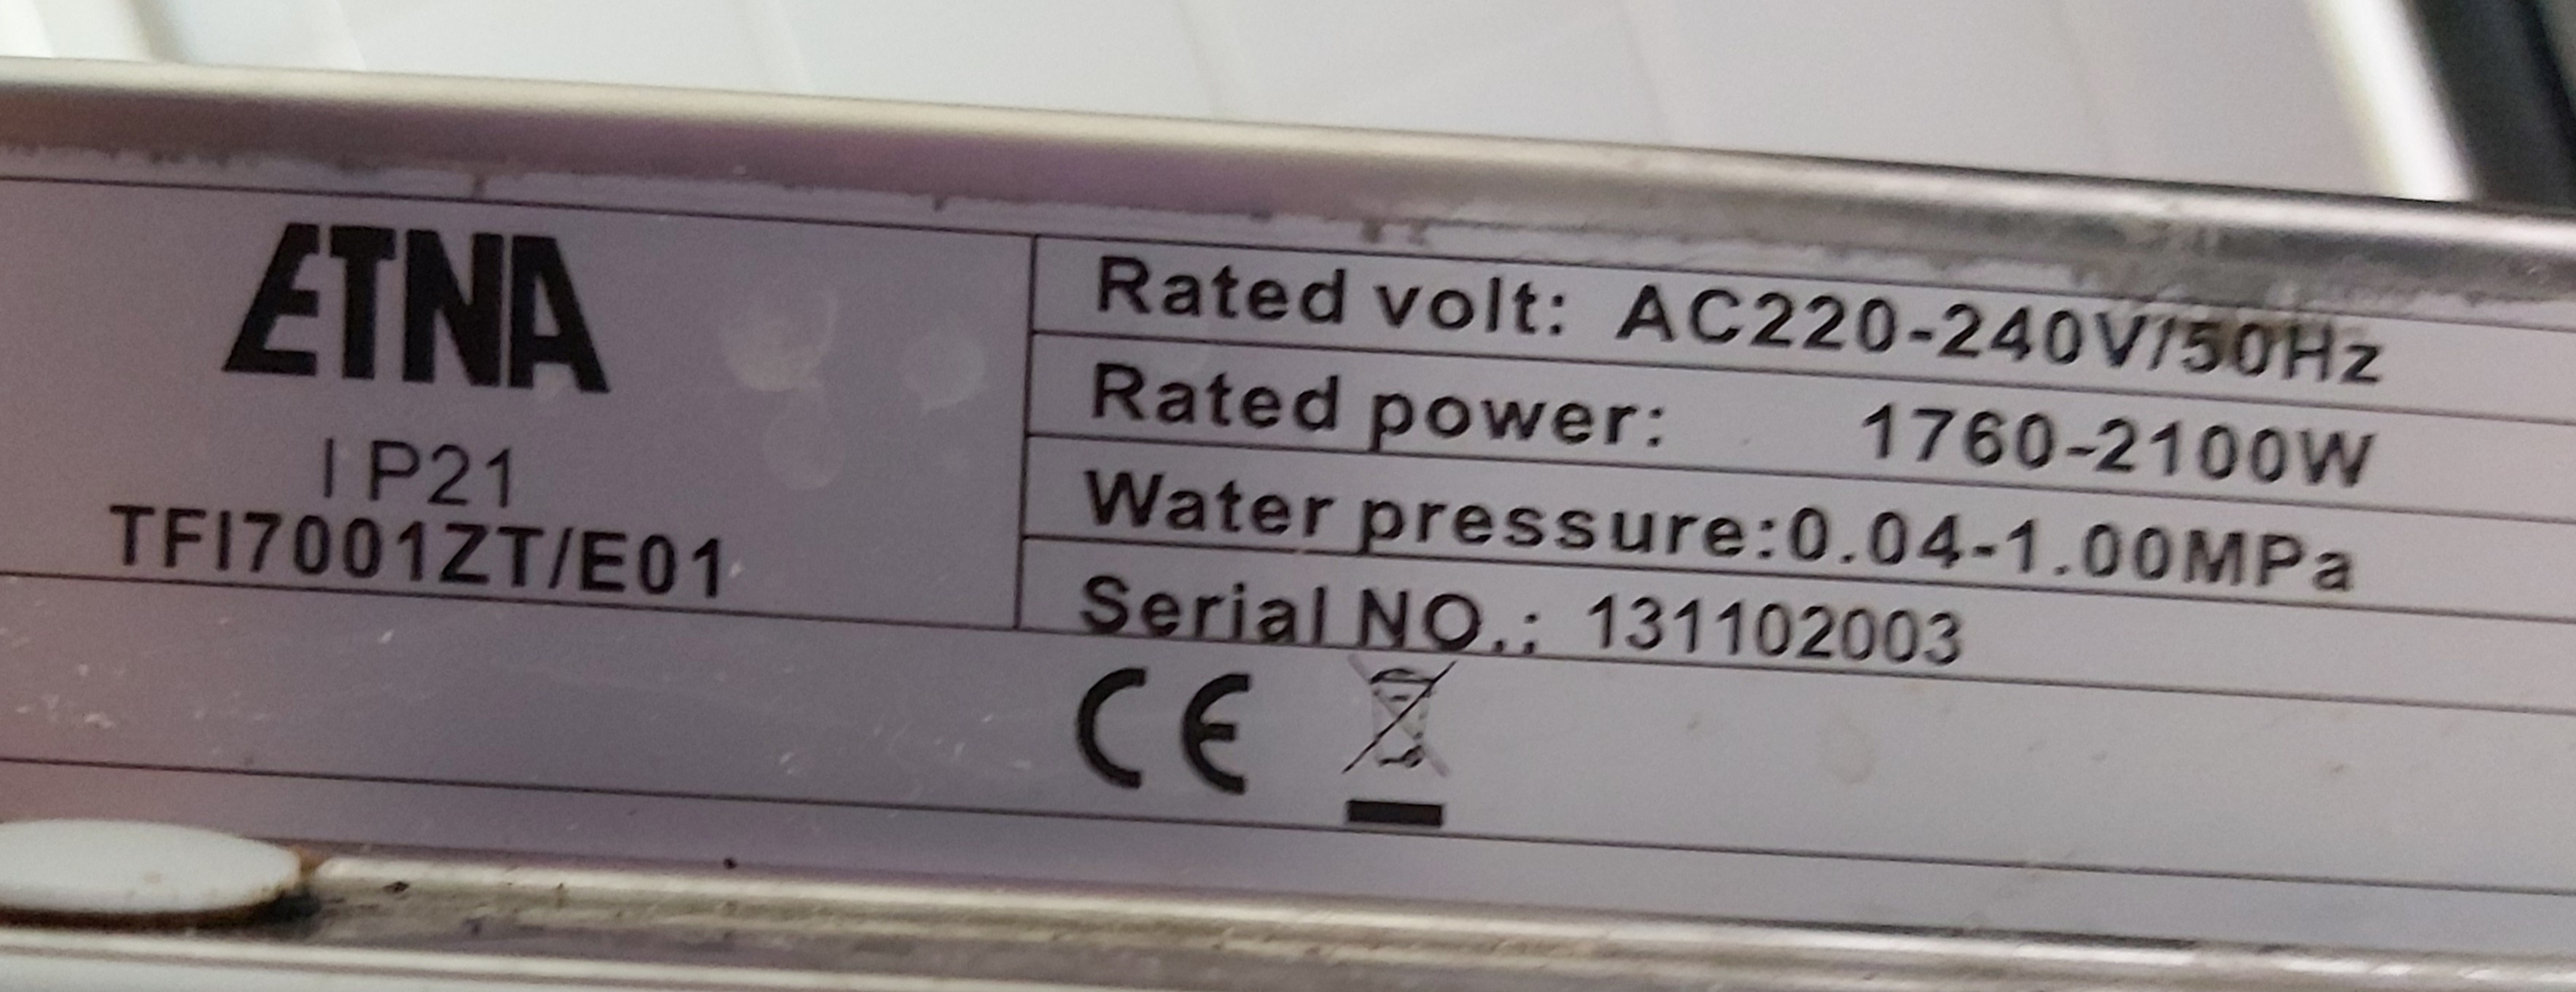 ETNA
IP21
TFI7001ZT/E01
Rated volt: AC220-240V/50Hz
Rated power: 1760-2100W
Water pressure:0.04-1.00MPa
Serial NO.: 131102003
CE